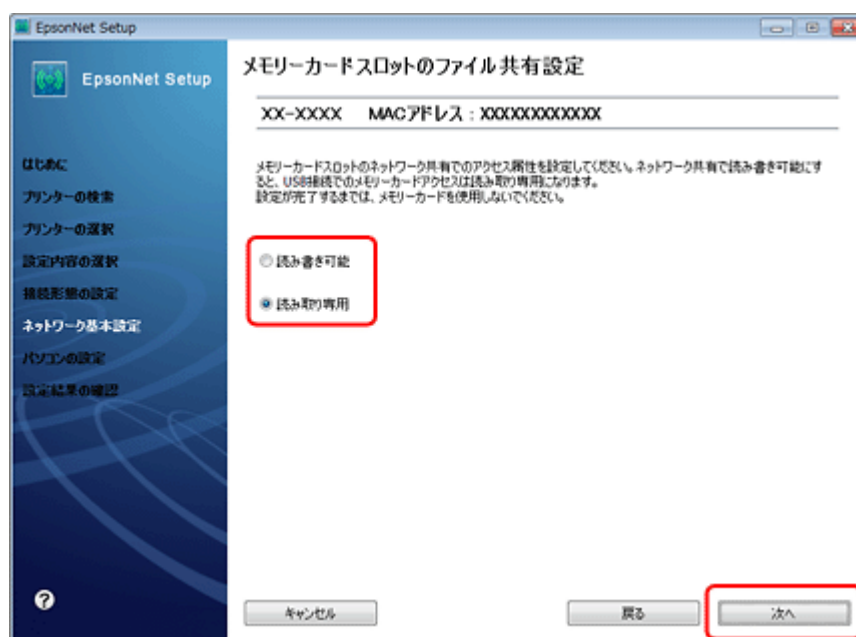 EpsonNet Setup
EpsonNet Setup
はじめに
プリンターの検索
プリンターの選択
設定内容の選択
接続形態の設定
ネットワーク基本設定
パソコンの設定
設定結果の確認
メモリーカードスロットのファイル共有設定
XX-XXXX MACアドレス：XXXXXXXXXXXX
メモリーカードスロットのネットワーク共有でのアクセス属性を設定してください。ネットワーク共有で読み書き可能にす
ると、USB接続でのメモリーカードアクセスは読み取り専用になります。
設定が完了するまでは、メモリーカードを使用しないでください。
読み書き可能
読み取り専用
キャンセル
戻る
次へ